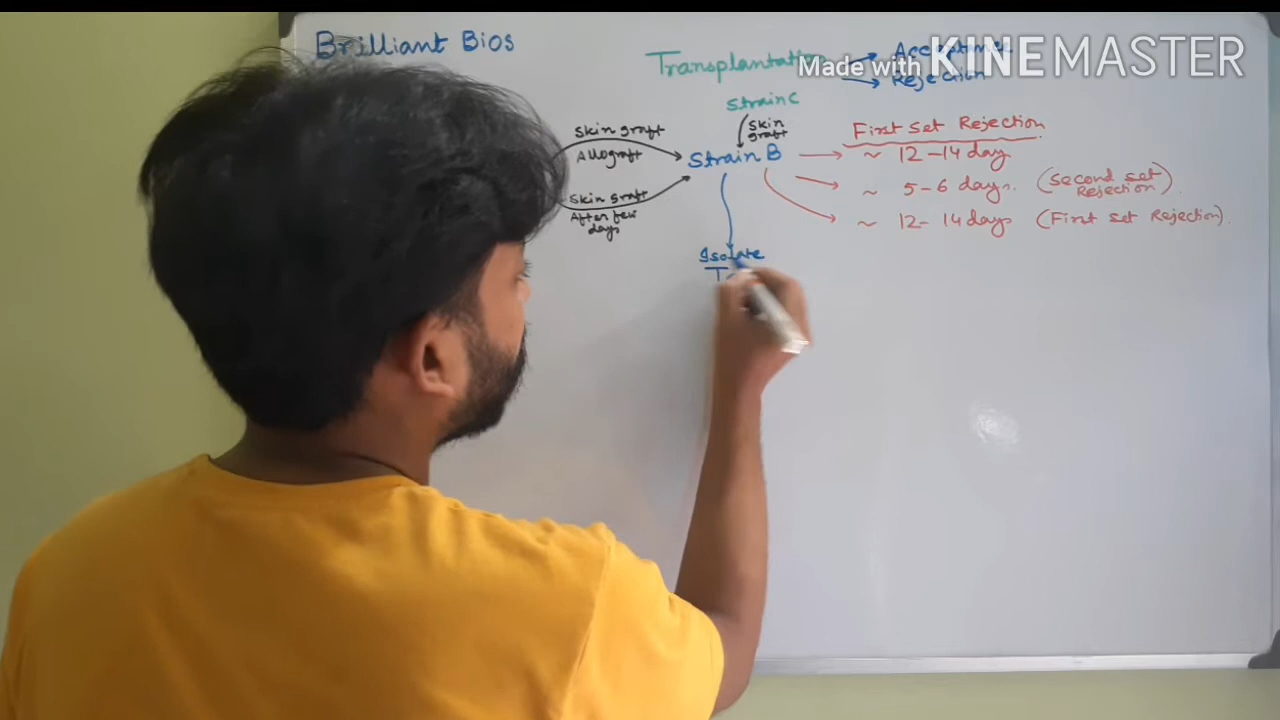 Brilliant Bios
Made with KINEMASTER
Rejection
Strain C
Skin graft
Skin
graft
First Set Rejection
Allograft
Strain B
~ 12-14 day
~ 5-6 days. (Second set
Rejection).
Skin graft
After few
days
~ 12-14 days (First set Rejection).
Isolate
T